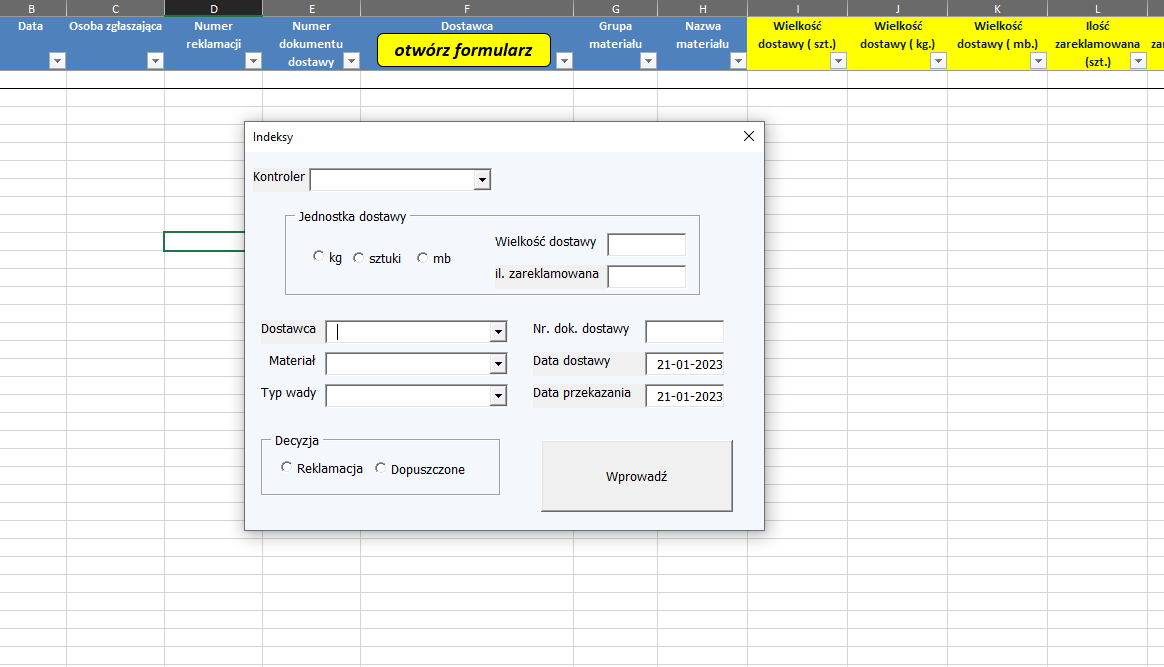 B C D E F G H I J K L
Data
Osoba zgłaszająca
Numer
reklamacji
Numer
dokumentu
dostawy
Dostawca
otwórz formularz
Grupa
materiału
Nazwa
materiału
Wielkość
dostawy ( szt.)
Wielkość
dostawy ( kg.)
Wielkość
dostawy ( mb.)
Ilość
zareklamowana
(szt.)
za
Indeksy
Kontroler
Jednostka dostawy
kg sztuki mb
Wielkość dostawy
il. zareklamowana
Dostawca
Materiał
Typ wady
Nr. dok. dostawy
Data dostawy 21-01-2023
Data przekazania 21-01-2023
Decyzja
Reklamacja Dopuszczone
Wprowadź